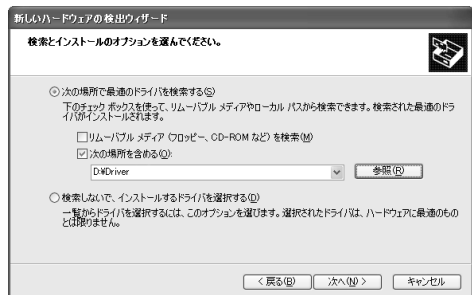 新しいハードウェアの検出ウィザード
検索とインストールのオプションを選んでください。
次の場所で最適のドライバを検索する(S)
下のチェック ボックスを使って、リムーバブル メディアやローカル パスから検索できます。検索された最適のドラ
イバがインストールされます。
リムーバブル メディア (フロッピー、CD-ROM など) を検索(M)
次の場所を含める(O):
D:¥Driver
参照(R)
検索しないで、インストールするドライバを選択する(D)
一覧からドライバを選択するには、このオプションを選びます。選択されたドライバは、ハードウェアに最適のもの
とは限りません。
< 戻る(B)
次へ(N) >
キャンセル